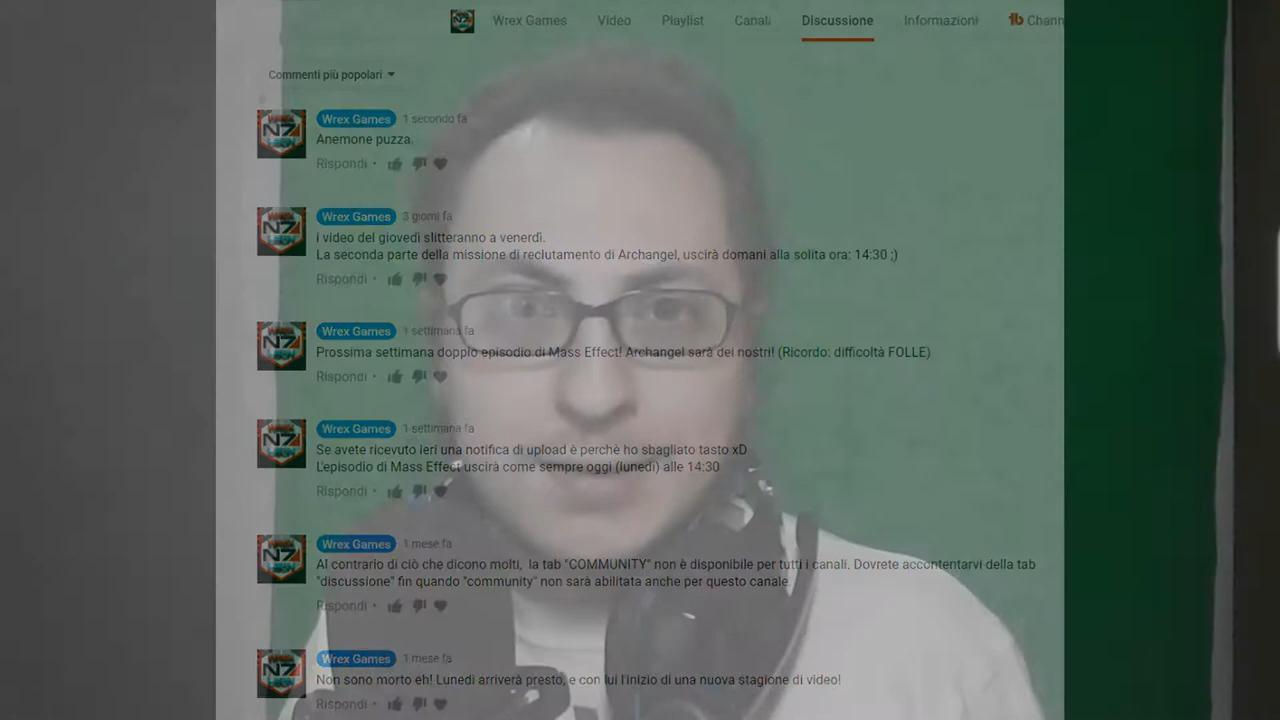 Wrex Games Video Playlist Canali Discussione Informazioni Chann
Commenti più popolari
Wrex Games 1 secondo fa
Anemone puzza.
Rispondi
Wrex Games 3 giorni fa
i video del giovedì slitteranno a venerdì.
La seconda parte della missione di reclutamento di Archangel, uscirà domani alla solita ora: 14:30 ;)
Rispondi
Wrex Games 1 settimana fa
Prossima settimana doppio episodio di Mass Effect! Archangel sarà dei nostri! (Ricordo: difficoltà FOLLE)
Rispondi
Wrex Games 1 settimana fa
Se avete ricevuto ieri una notifica di upload è perchè ho sbagliato tasto xD
L'episodio di Mass Effect uscirà come sempre oggi (lunedì) alle 14:30
Rispondi
Wrex Games 1 mese fa
Al contrario di ciò che dicono molti, la tab "COMMUNITY" non è disponibile per tutti i canali. Dovrete accontentarvi della tab
"discussione" fin quando "community" non sarà abilitata anche per questo canale.
Rispondi
Wrex Games 1 mese fa
Non sono morto eh! Lunedì arriverà presto, e con lui l'inizio di una nuova stagione di video!
Rispondi